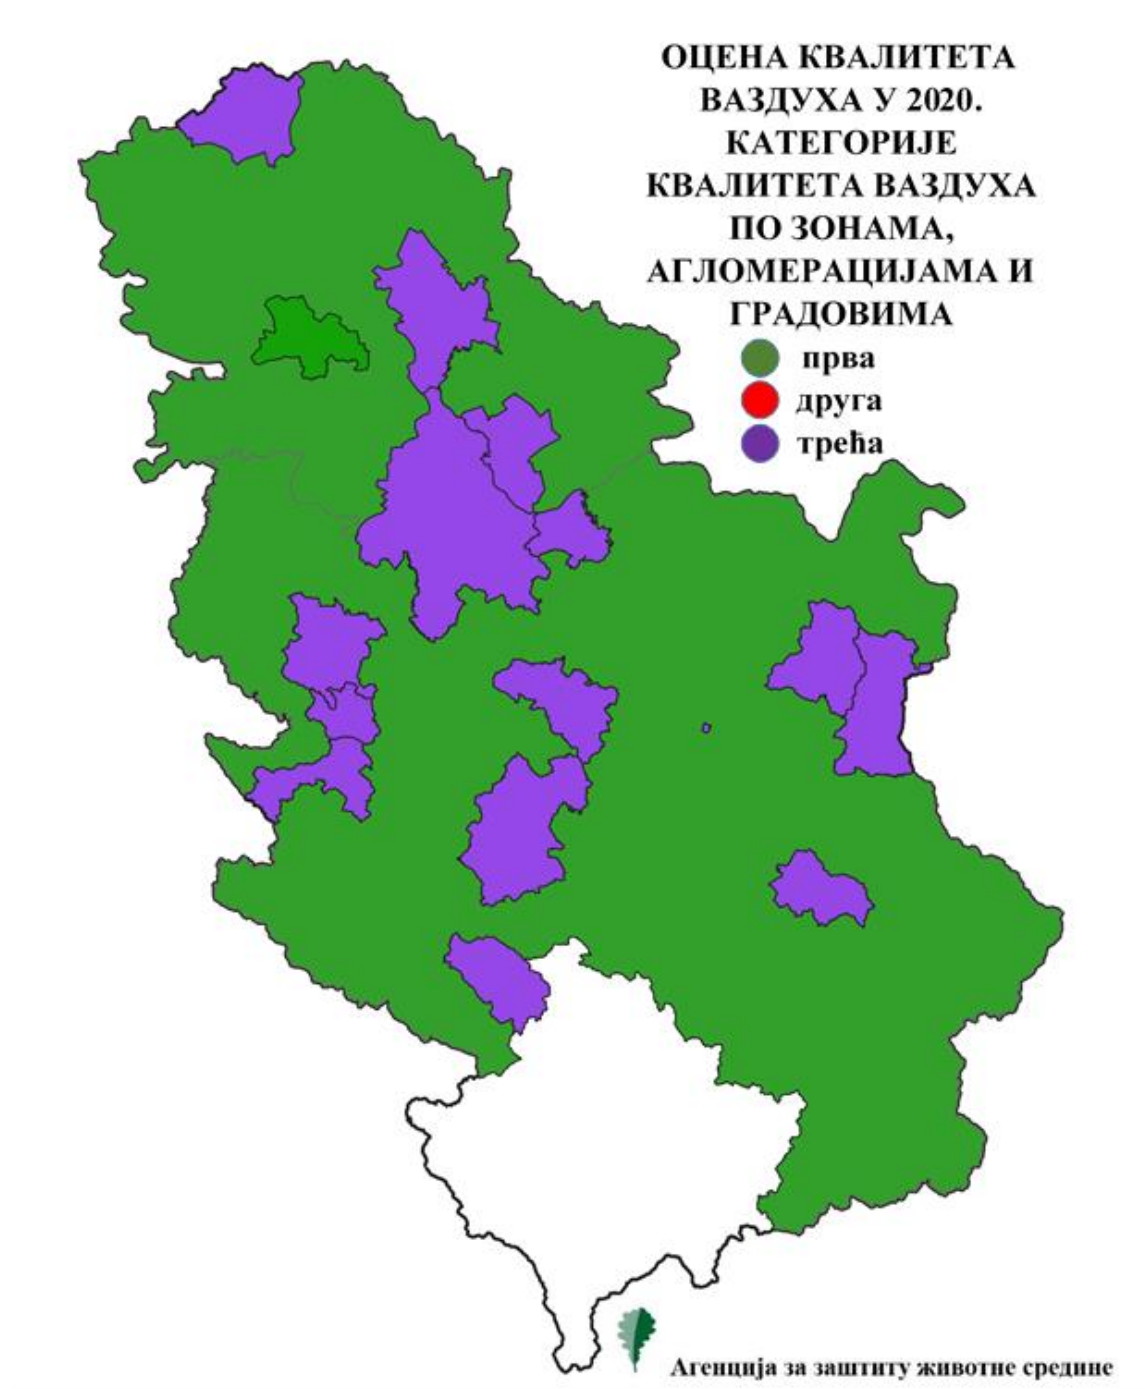 ОЦЕНА КВАЛИТЕТА
ВАЗДУХА У 2020.
КАТЕГОРИЈЕ
КВАЛИТЕТА ВАЗДУХА
ПО ЗОНАМА,
АГЛОМЕРАЦИЈАМА И
ГРАДОВИМА
прва
друга
трећа
Агенција за заштиту животне средине